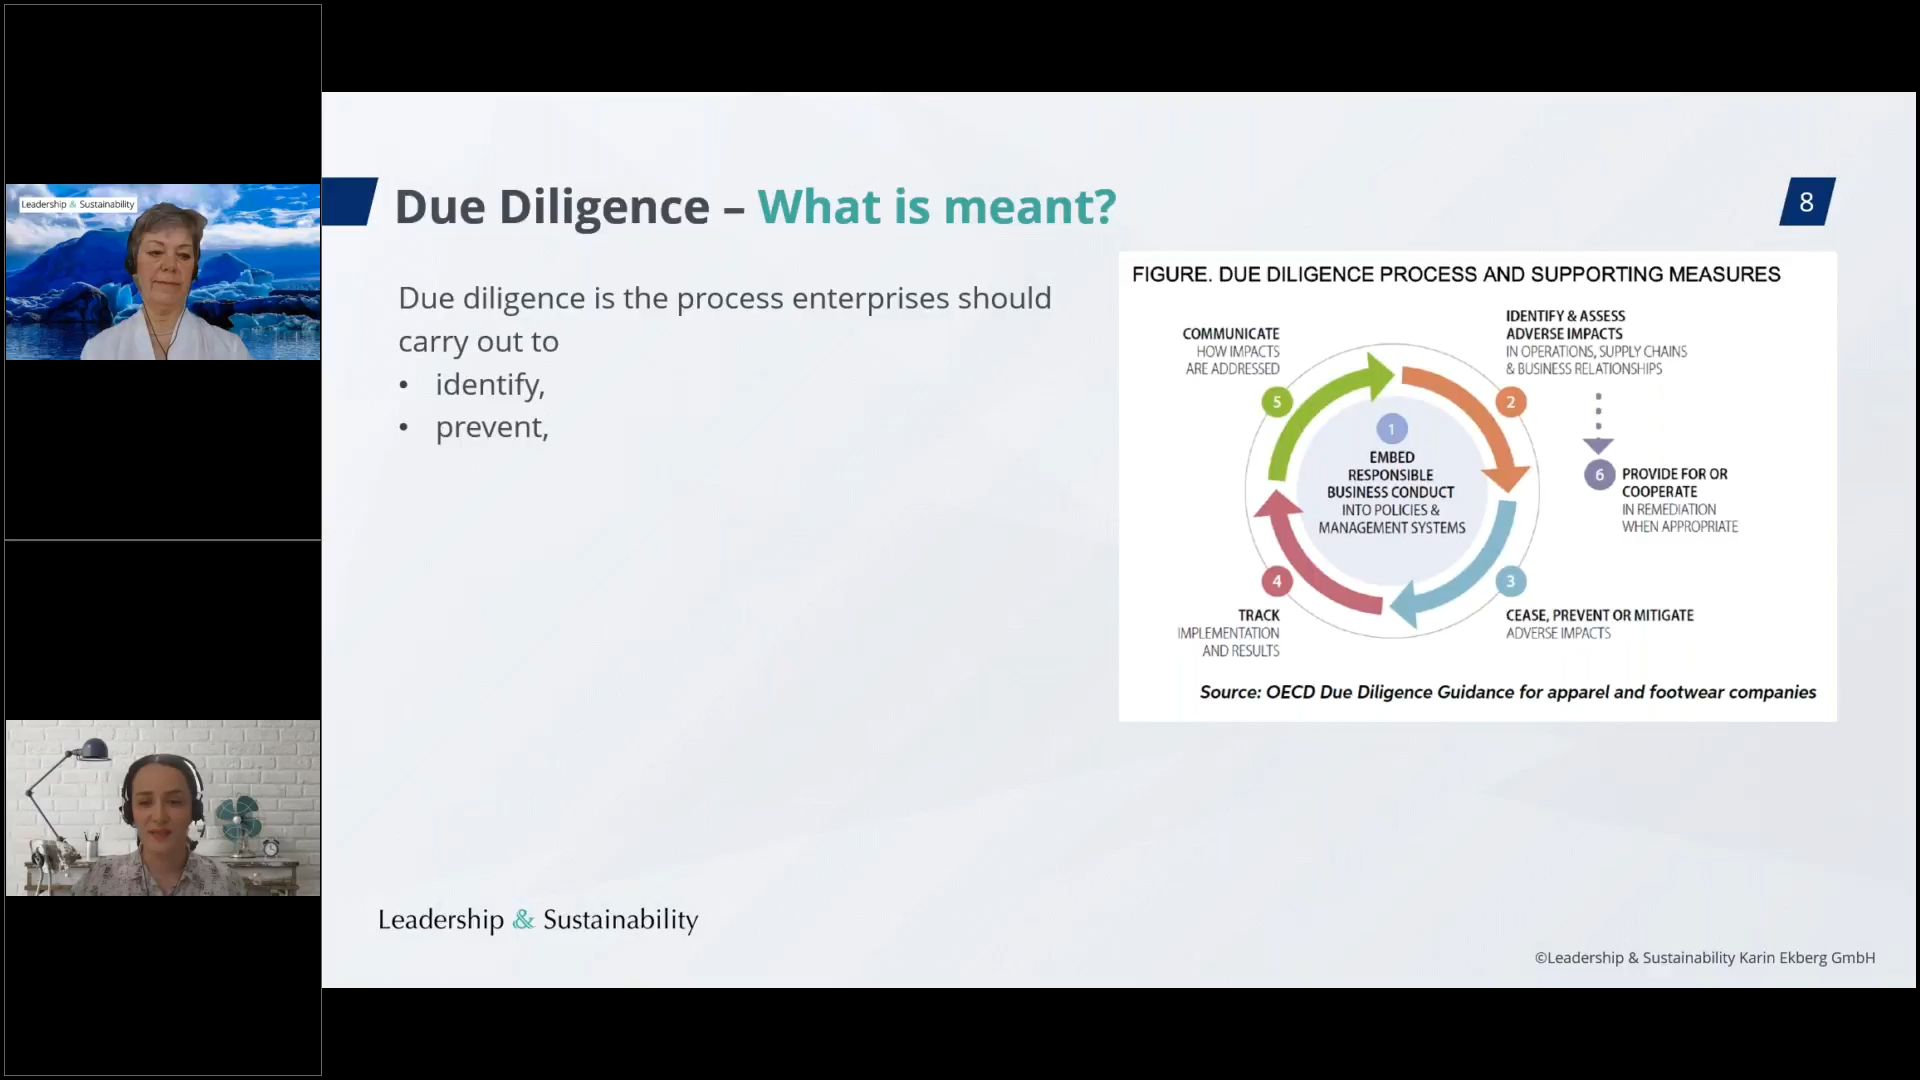 Leadership & Sustainability
Due Diligence – What is meant?
8
Due diligence is the process enterprises should
carry out to
• identify,
• prevent,
FIGURE. DUE DILIGENCE PROCESS AND SUPPORTING MEASURES
COMMUNICATE
HOW IMPACTS
ARE ADDRESSED
5
IDENTIFY & ASSESS
ADVERSE IMPACTS
IN OPERATIONS, SUPPLY CHAINS
& BUSINESS RELATIONSHIPS
2
1
EMBED
RESPONSIBLE
BUSINESS CONDUCT
INTO POLICIES &
MANAGEMENT SYSTEMS
6
PROVIDE FOR OR
COOPERATE
IN REMEDIATION
WHEN APPROPRIATE
4
TRACK
IMPLEMENTATION
AND RESULTS
3
CEASE, PREVENT OR MITIGATE
ADVERSE IMPACTS
Source: OECD Due Diligence Guidance for apparel and footwear companies
Leadership & Sustainability
©Leadership & Sustainability Karin Ekberg GmbH